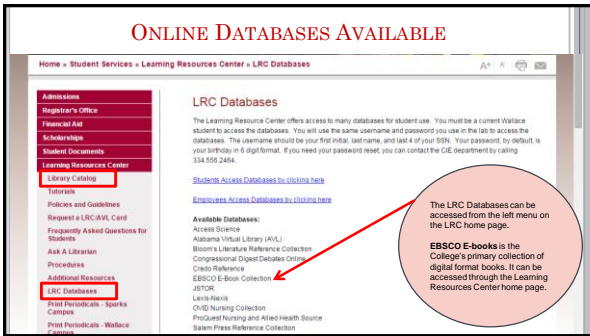 ONLINE DATABASES AVAILABLE
Home » Student Services » Learning Resources Center » LRC Databases
A+
Admissions
Registrar's Office
Financial Aid
Scholarships
Student Documents
Learning Resources Center
Library Catalog
Tutorials
Policies and Guidelines
Request a LRC/AVL Card
Frequently Asked Questions for
Students
Ask A Librarian
Procedures
Additional Resources
LRC Databases
Print Periodicals - Sparks
Campus
Print Periodicals - Wallace
Campus
LRC Databases
The Learning Resource Center offers access to many databases for student use. You must be a current Wallace
student to access the databases. You will use the same username and password you use in the lab to access the
databases. The username should be your first initial, last name, and last 4 of your SSN. Your password, by default, is
your birthday in 6 digit format. If you need your password reset, you can contact the CIE department by calling
334.556.2464.
Students Access Databases by clicking here
Employees Access Databases by clicking here
Available Databases:
Access Science
Alabama Virtual Library (AVL)
Bloom's Literature Reference Collection
Congressional Digest Debates Online
Credo Reference
EBSCO E-Book Collection
JSTOR
Lexis-Nexis
OVID Nursing Collection
ProQuest Nursing and Allied Health Source
Salem Press Reference Collection
The LRC Databases can be
accessed from the left menu on
the LRC home page.
EBSCO E-books is the
College's primary collection of
digital format books. It can be
accessed through the Learning
Resources Center home page.